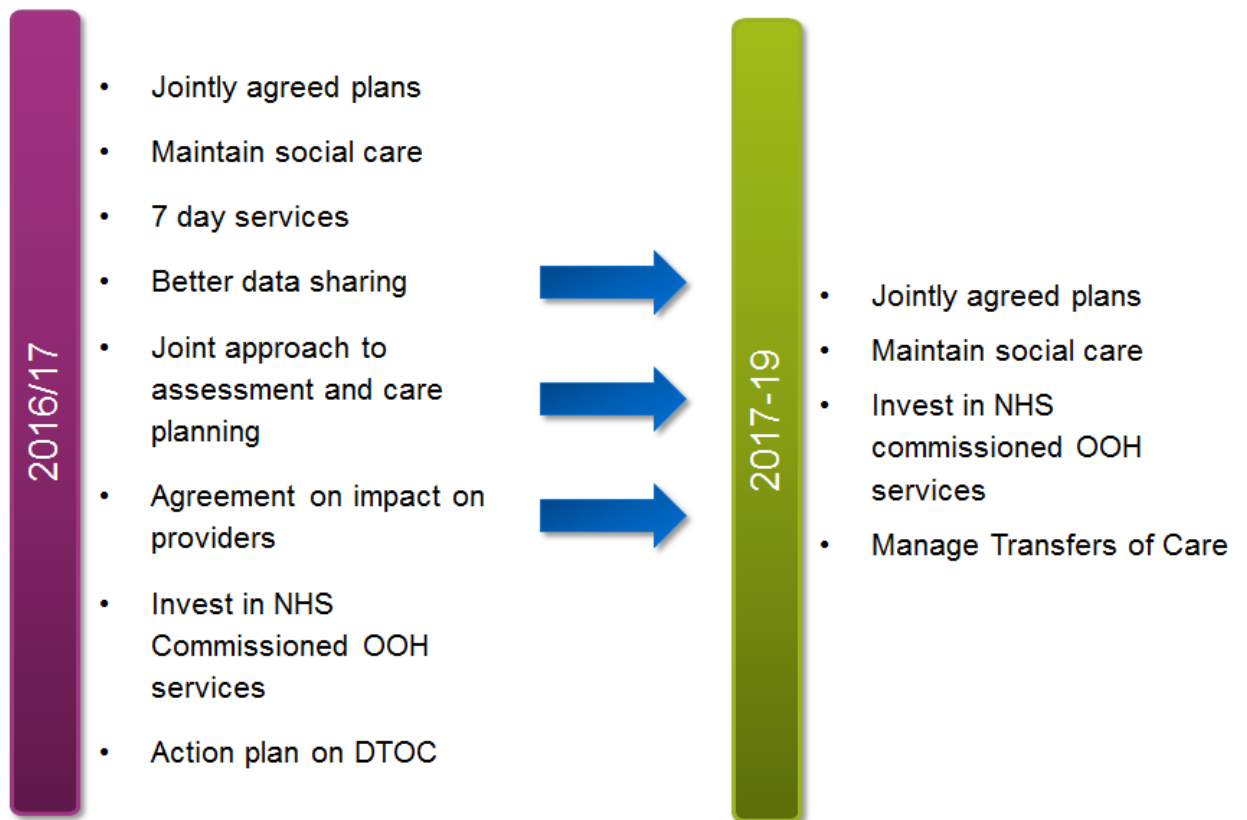 2016/17
• Jointly agreed plans
• Maintain social care
• 7 day services
• Better data sharing
• Joint approach to
assessment and care
planning
• Agreement on impact on
providers
• Invest in NHS
Commissioned OOH
services
• Action plan on DTOC
2017-19
• Jointly agreed plans
• Maintain social care
• Invest in NHS
commissioned OOH
services
• Manage Transfers of Care